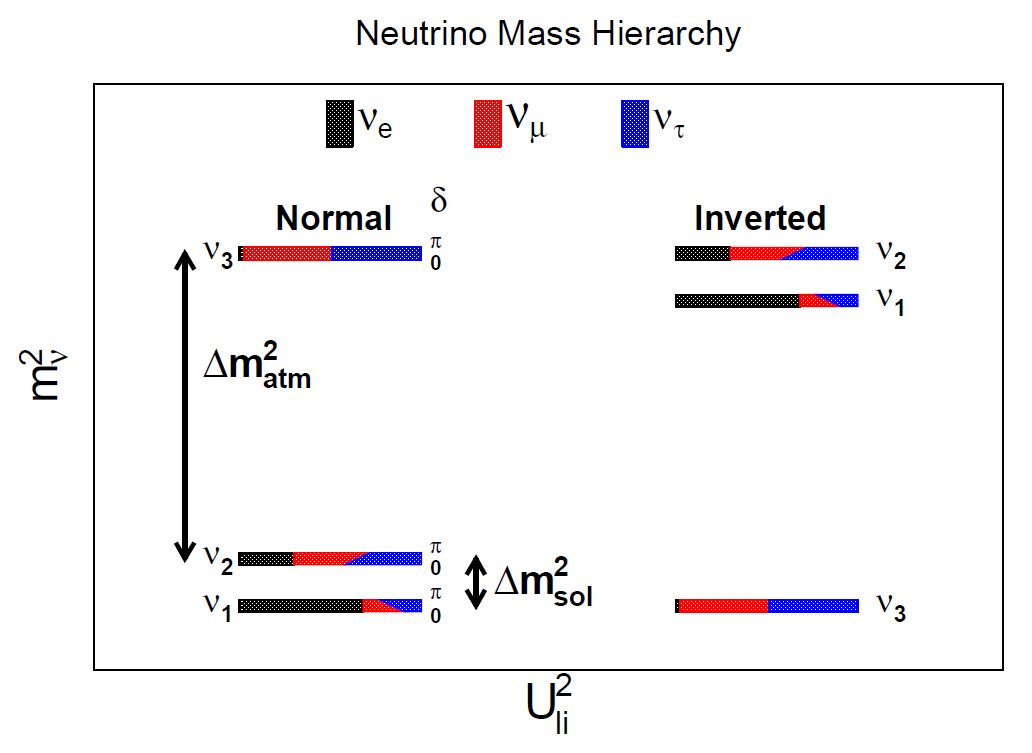 Neutrino Mass Hierarchy
νe νμ ντ
δ
Normal Inverted
ν3 π 0 ν2
ν1
Δm²atm
m²ν
ν2 π 0 Δm²sol
ν1 π 0 ν3
U²li